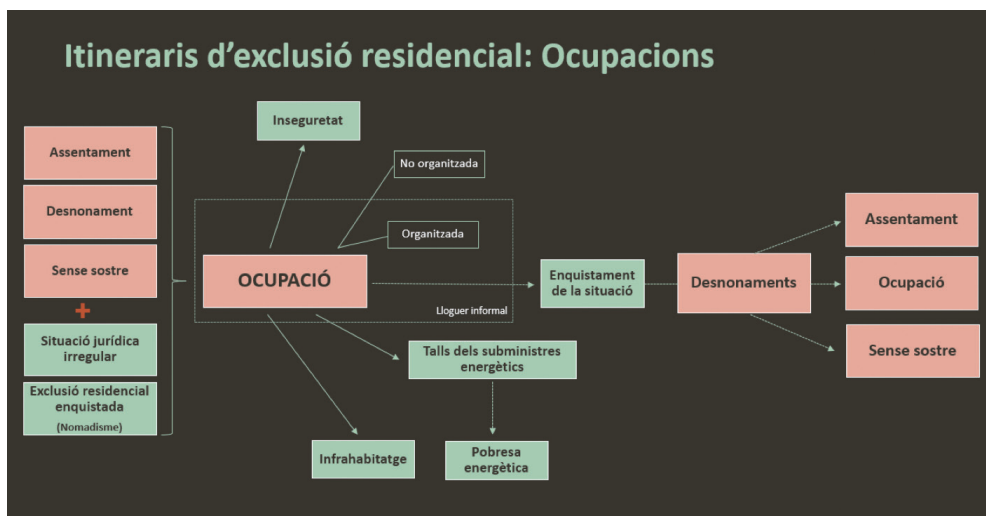 Itineraris d'exclusió residencial: Ocupacions
Assentament
Desnonament
Sense sostre
+
Situació jurídica
irregular
Exclusió residencial
enquistada
(Nomadisme)
Inseguretat
No organitzada
Organitzada
OCUPACIÓ
Lloguer informal
Talls dels subministres
energètics
Infrahabitatge
Pobresa
energètica
Enquistament
de la situació
Desnonaments
Assentament
Ocupació
Sense sostre